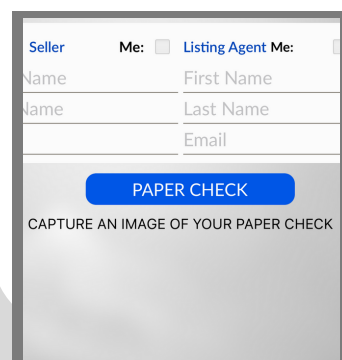 Seller Me: Listing Agent Me:
Name First Name
Name Last Name
Email
PAPER CHECK
CAPTURE AN IMAGE OF YOUR PAPER CHECK